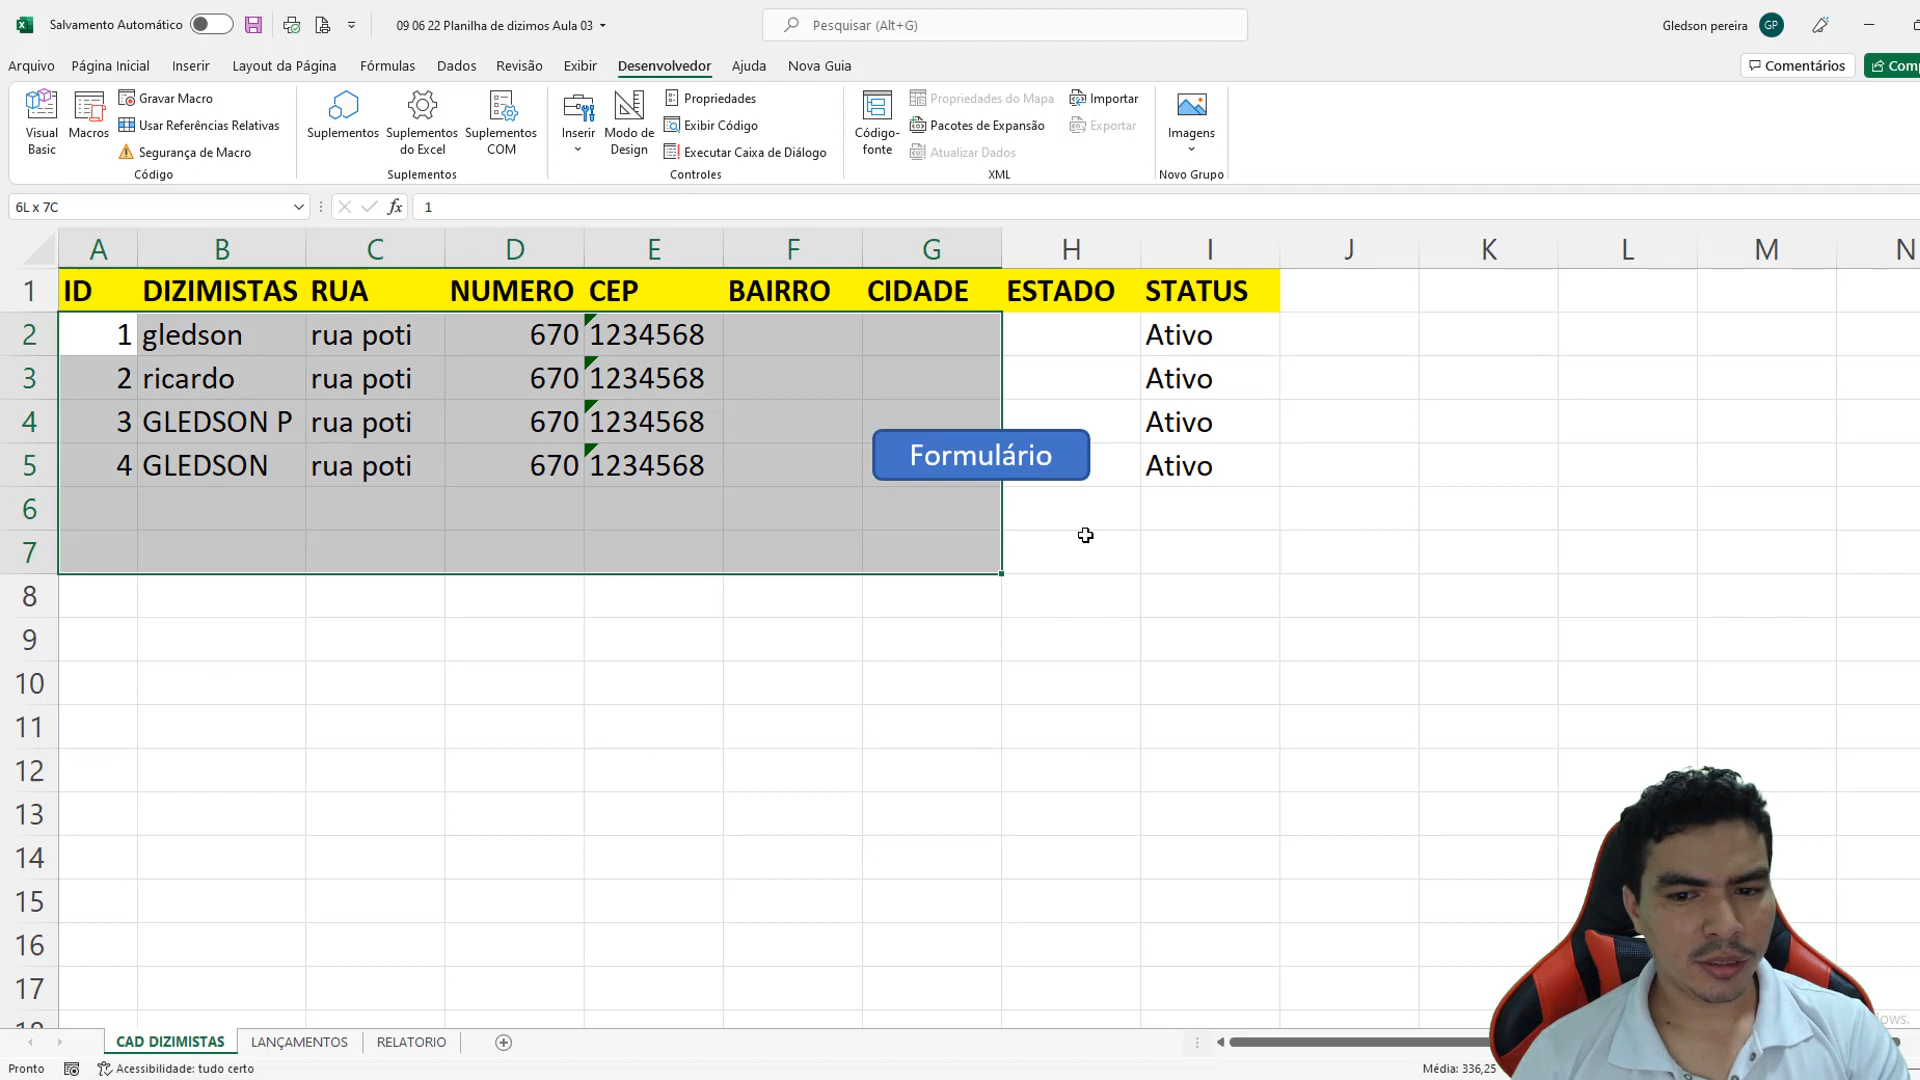 Salvamento Automático
09 06 22 Planilha de dizimos Aula 03
Pesquisar (Alt+G)
Gledson pereira
GP
Arquivo Página Inicial Inserir Layout da Página Fórmulas Dados Revisão Exibir Desenvolvedor Ajuda Nova Guia
Comentários
Visual Basic
Macros
Gravar Macro
Usar Referências Relativas
Segurança de Macro
Código
Suplementos
Suplementos do Excel
Suplementos COM
Suplementos
Inserir
Modo de Design
Propriedades
Exibir Código
Executar Caixa de Diálogo
Controles
Código-fonte
Propriedades do Mapa
Pacotes de Expansão
Atualizar Dados
Importar
Exportar
XML
Imagens
Novo Grupo
6L x 7C
fx
1
A B C D E F G H I J K L M N
1 ID DIZIMISTAS RUA NUMERO CEP BAIRRO CIDADE ESTADO STATUS
2 1 gledson rua poti 670 1234568 Ativo
3 2 ricardo rua poti 670 1234568 Ativo
4 3 GLEDSON P rua poti 670 1234568 Ativo
Formulário
5 4 GLEDSON rua poti 670 1234568 Ativo
6
7
8
9
10
11
12
13
14
15
16
17
CAD DIZIMISTAS LANÇAMENTOS RELATORIO
Pronto
Acessibilidade: tudo certo
Média: 336,25